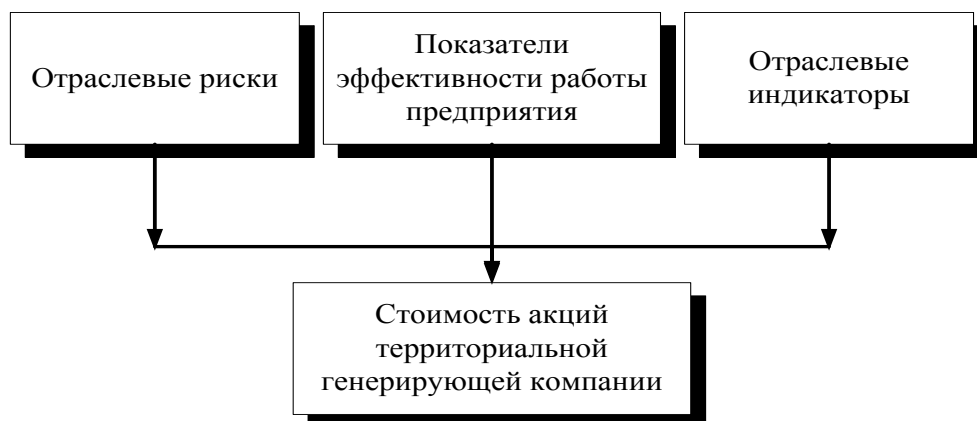 Отраслевые риски
Показатели
эффективности работы
предприятия
Отраслевые
индикаторы
Стоимость акций
территориальной
генерирующей компании